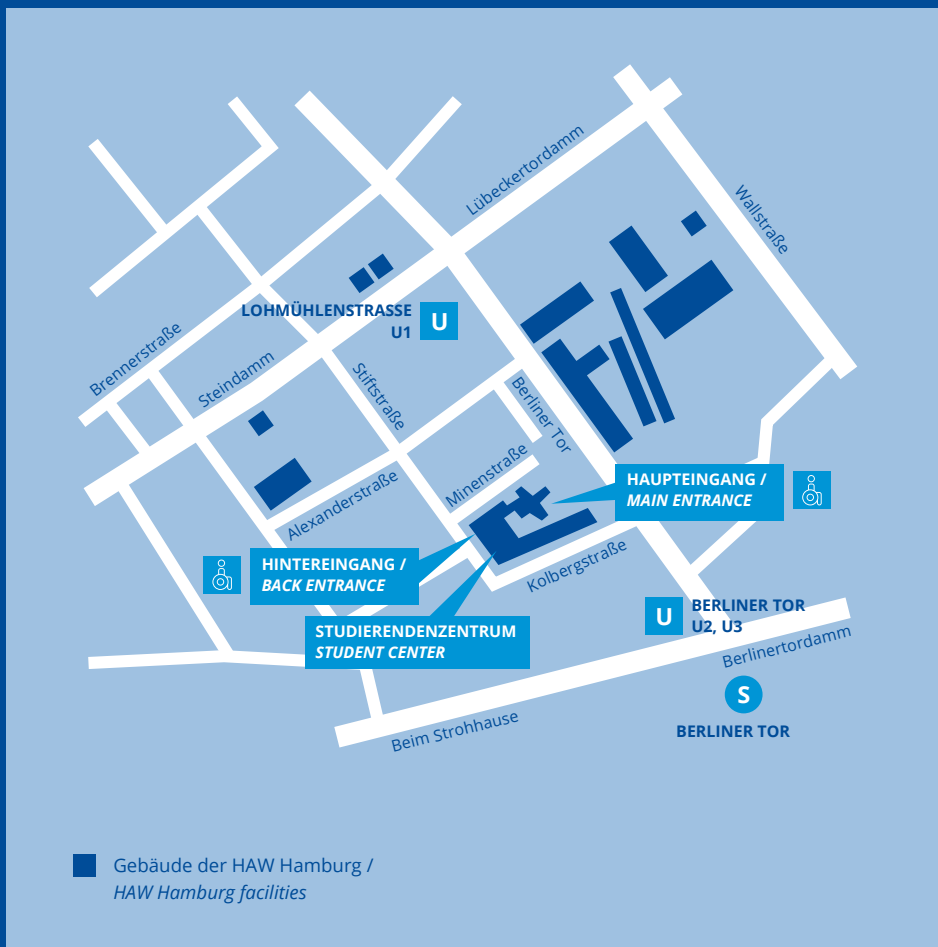 Lübeckertordamm
Wallstraße
LOHMÜHLENSTRASSE
U1
U
Brennerstraße
Steindamm
Stiftstraße
Berliner Tor
Minenstraße
Alexanderstraße
HAUPTEINGANG /
MAIN ENTRANCE
HINTEREINGANG /
BACK ENTRANCE
Kolbergstraße
STUDIERENDENZENTRUM
STUDENT CENTER
U
BERLINER TOR
U2, U3
Berlinertordamm
S
BERLINER TOR
Beim Strohhause
Gebäude der HAW Hamburg /
HAW Hamburg facilities